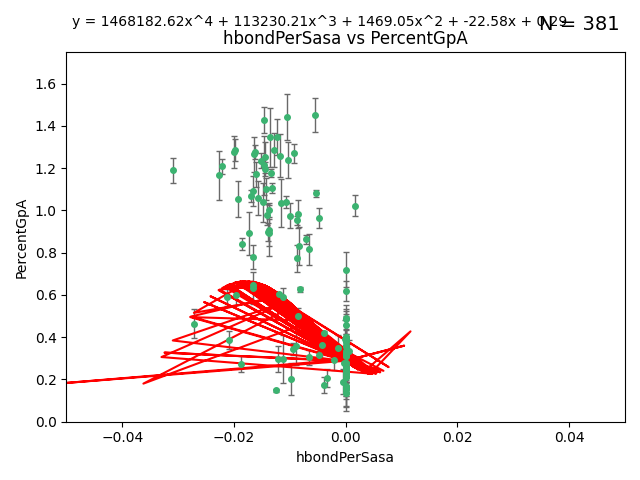 y = 1468182.62x^4 + 113230.21x^3 + 1469.05x^2 + -22.58x + 0.29
N = 381
hbondPerSasa vs PercentGpA
PercentGpA
1.6
1.4
1.2
1.0
0.8
0.6
0.4
0.2
0.0
−0.04 −0.02 0.00 0.02 0.04
hbondPerSasa